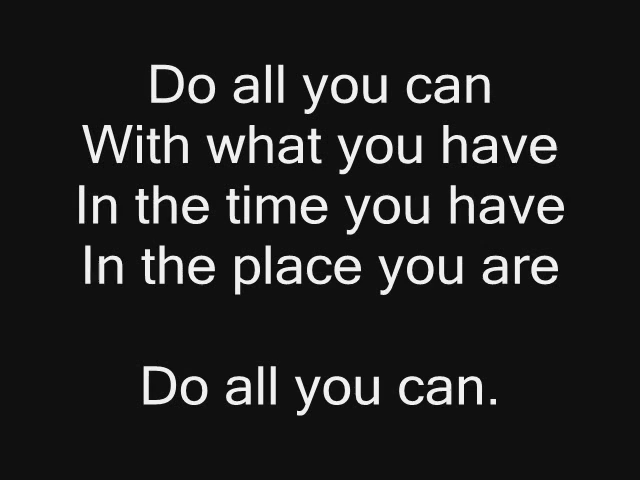 Do all you can
With what you have
In the time you have
In the place you are
Do all you can.